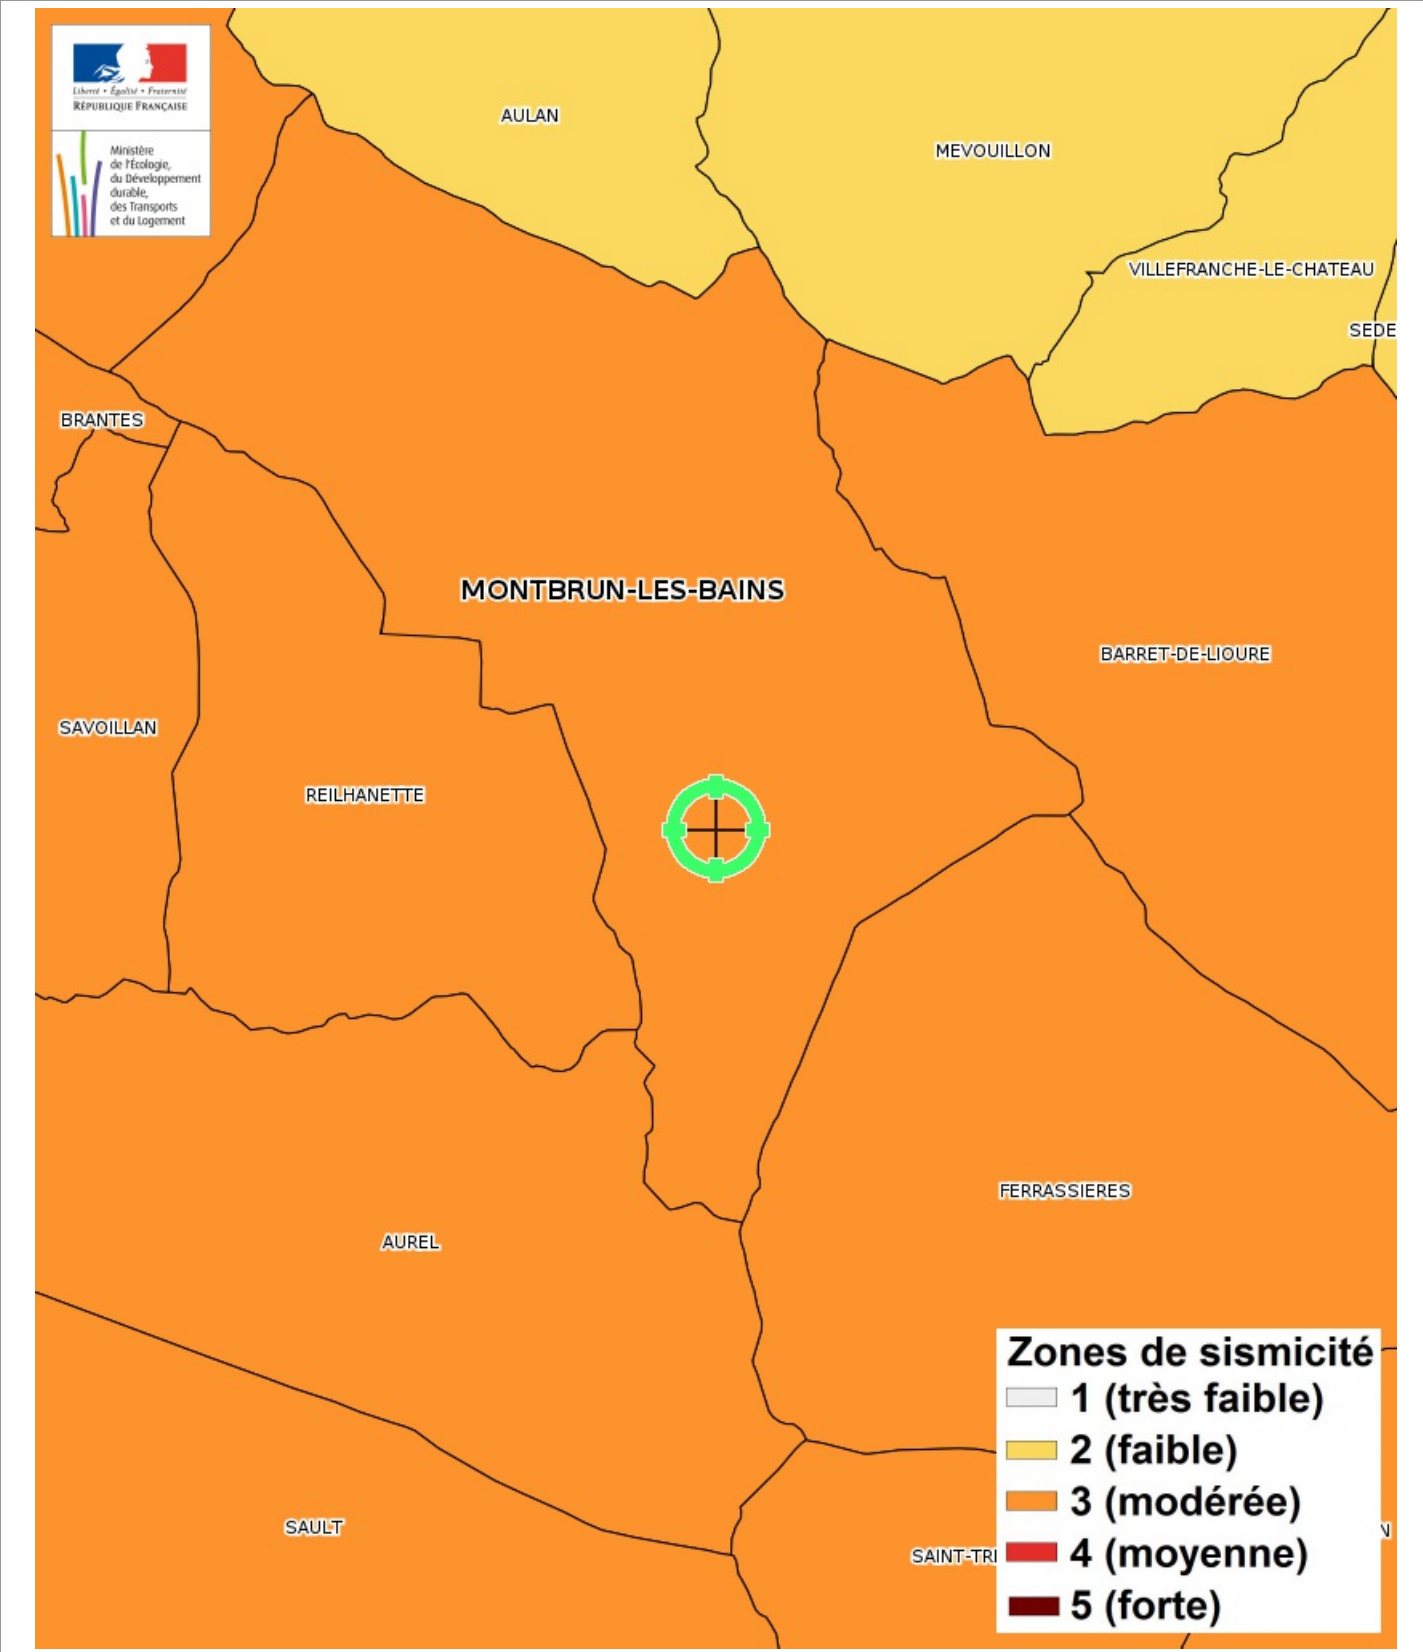 Liberté • Égalité • Fraternité
RÉPUBLIQUE FRANÇAISE
Ministère
de l'Écologie,
du Développement
durable,
des Transports
et du Logement
AULAN
MEVOUILLON
VILLEFRANCHE-LE-CHATEAU
SEDE
BRANTES
MONTBRUN-LES-BAINS
BARRET-DE-LIOURE
SAVOILLAN
REILHANETTE
FERRASSIERES
AUREL
SAULT
SAINT-TRI
N
Zones de sismicité
1 (très faible)
2 (faible)
3 (modérée)
4 (moyenne)
5 (forte)